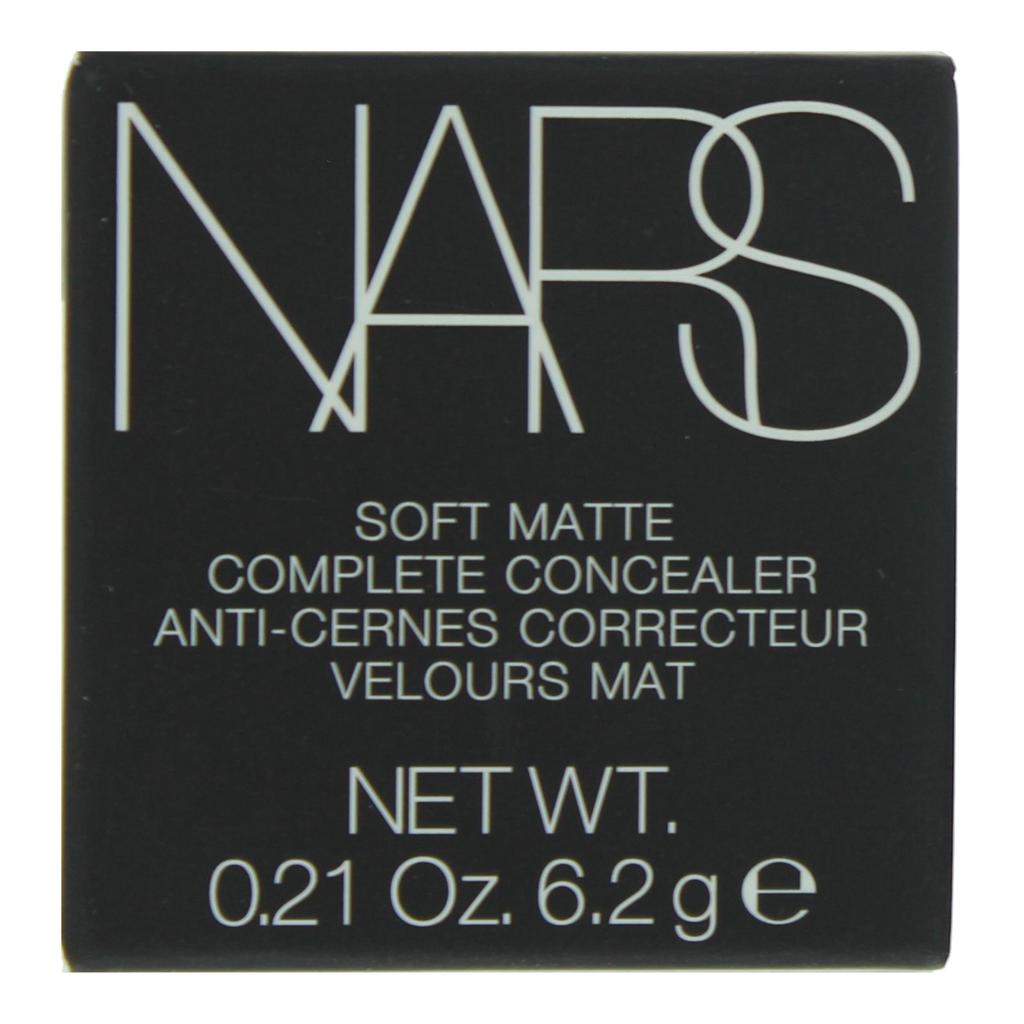 NARS
SOFT MATTE
COMPLETE CONCEALER
ANTI-CERNES CORRECTEUR
VELOURS MAT
NET WT.
0.21 Oz. 6.2 g ℮